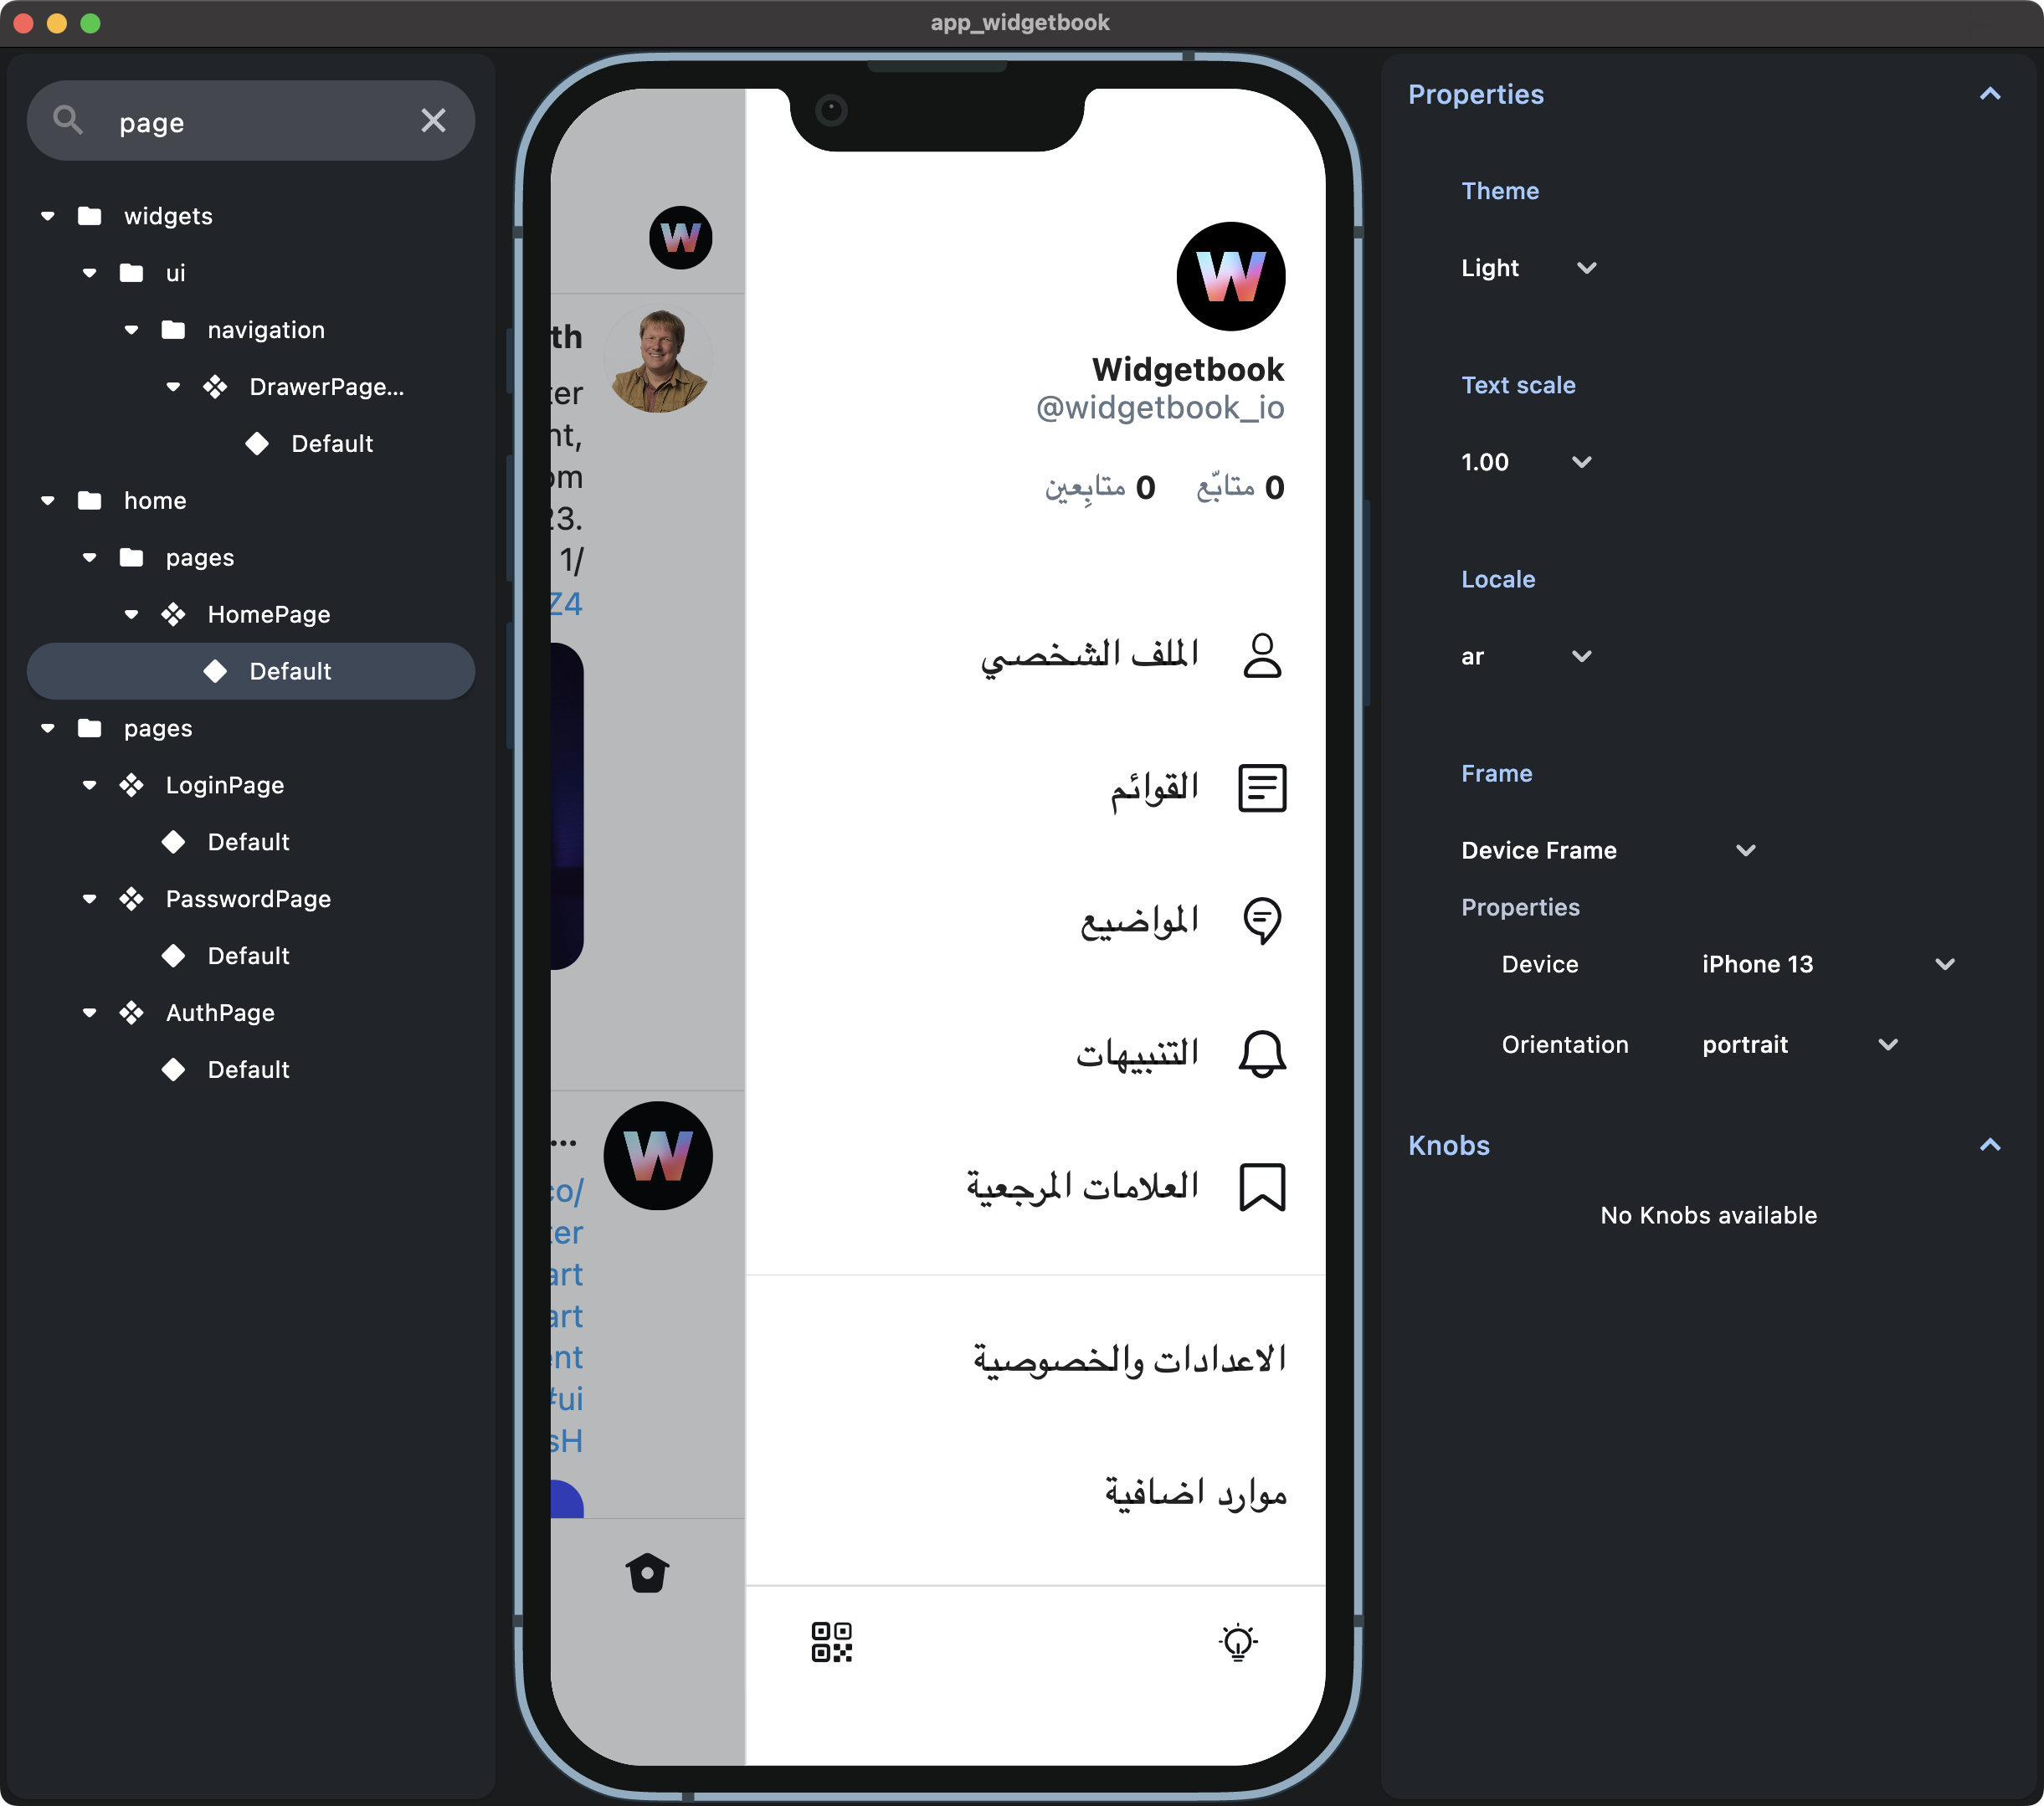 app_widgetbook
page
widgets
ui
navigation
DrawerPage...
Default
home
pages
HomePage
Default
pages
LoginPage
Default
PasswordPage
Default
AuthPage
Default
W
th
ter
nt,
om
23.
1/
Z4
W
...
co/
ter
art
art
nt
#ui
sH
W
Widgetbook
@widgetbook_io
0 متابّع 0 متابِعين
الملف الشخصي
القوائم
المواضيع
التنبيهات
العلامات المرجعية
الاعدادات والخصوصية
موارد اضافية
Properties
Theme
Light
Text scale
1.00
Locale
ar
Frame
Device Frame
Properties
Device iPhone 13
Orientation portrait
Knobs
No Knobs available